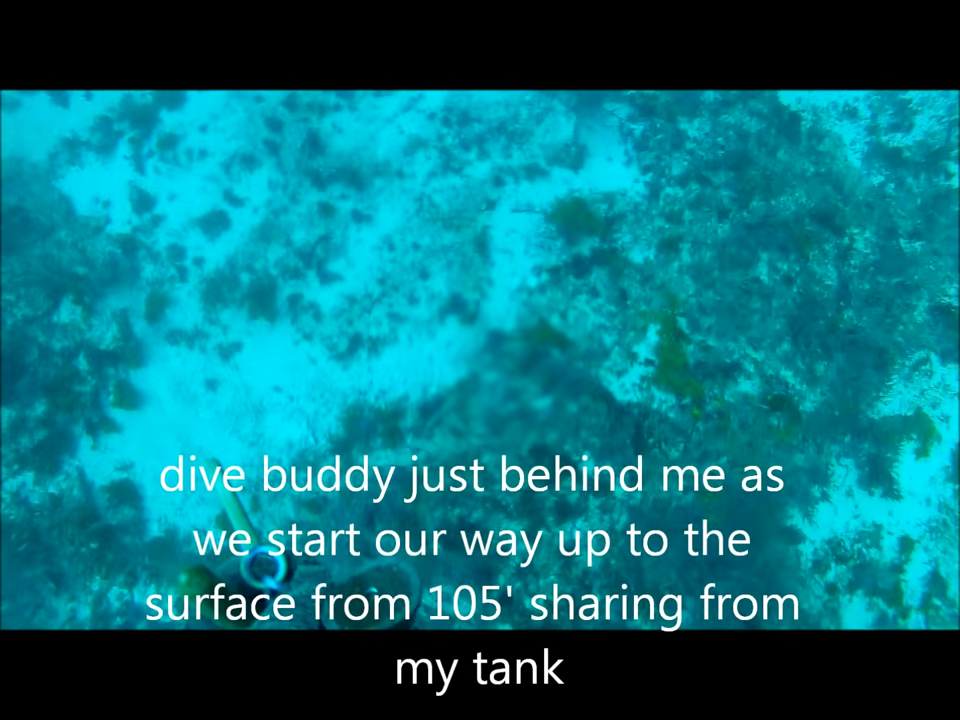 dive buddy just behind me as
we start our way up to the
surface from 105' sharing from
my tank